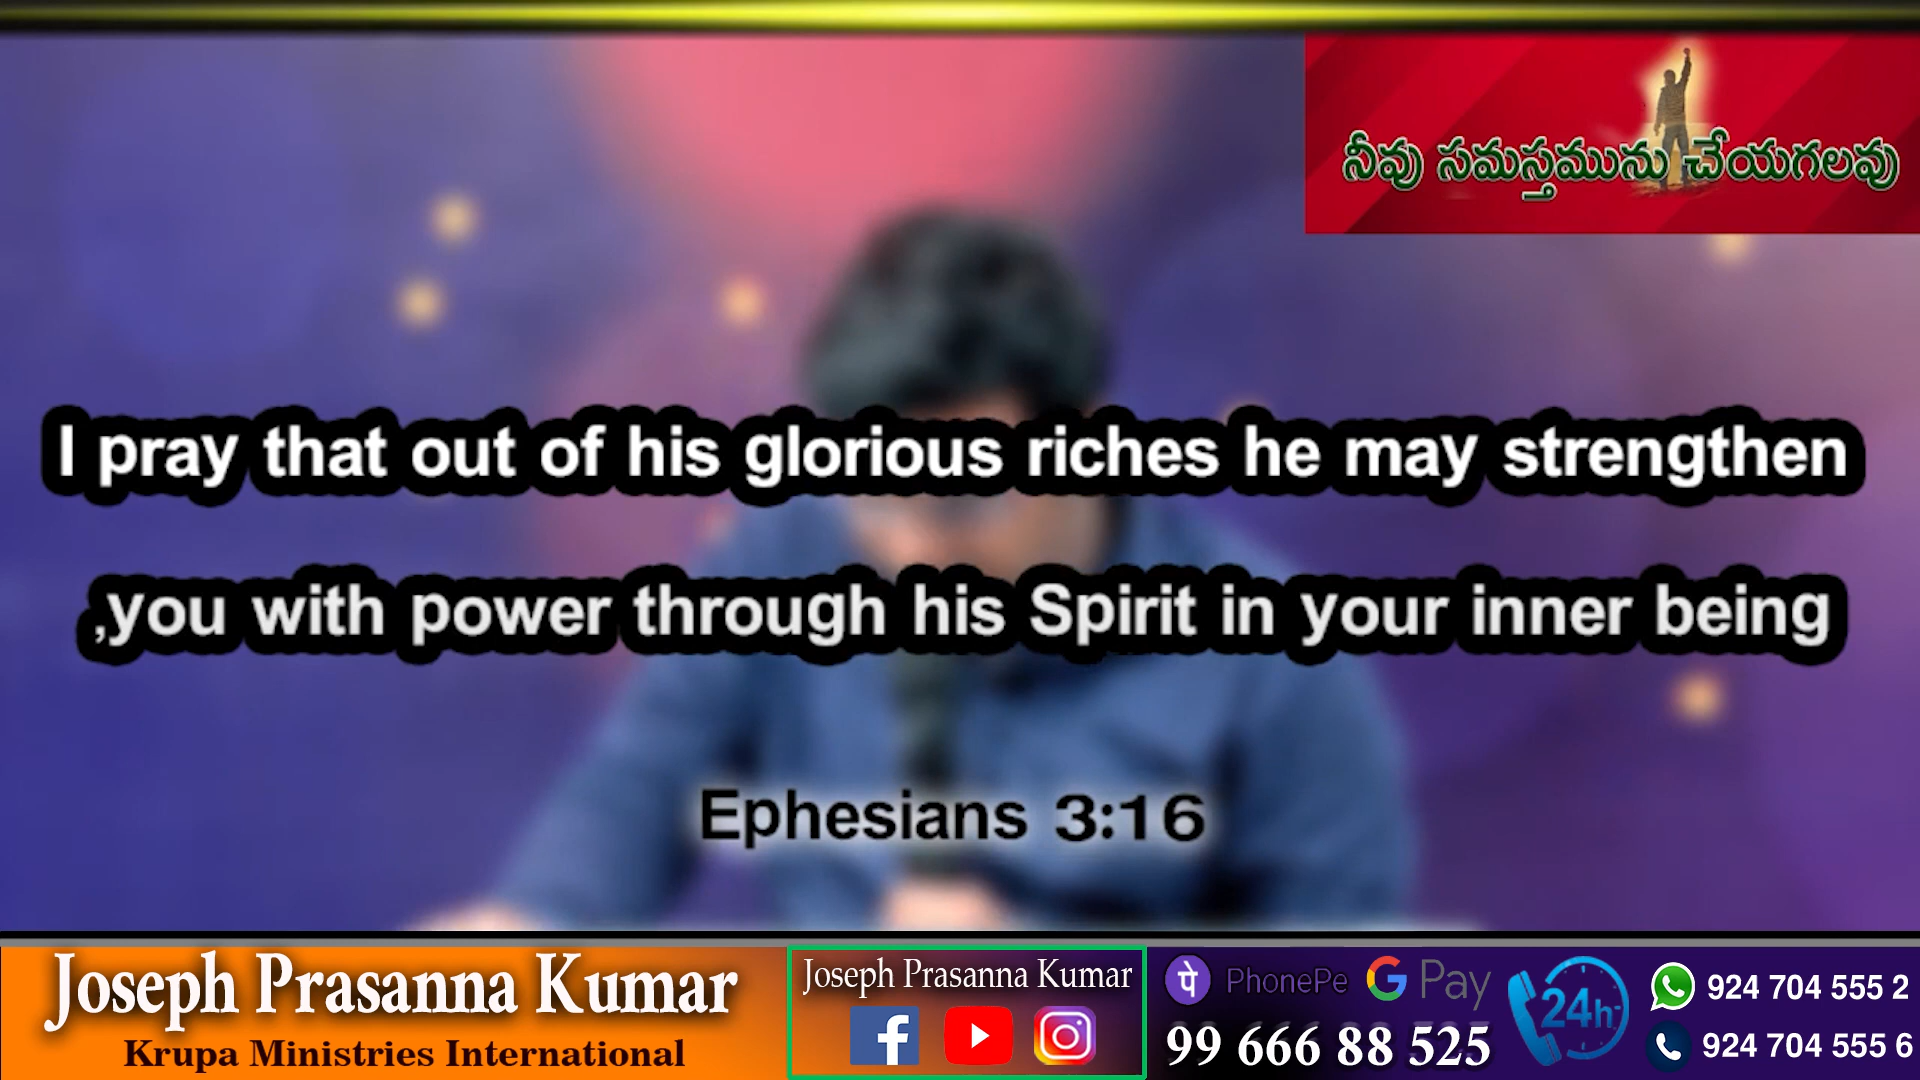 నీవు సమస్తమును చేయగలవు
I pray that out of his glorious riches he may strengthen
,you with power through his Spirit in your inner being
Ephesians 3:16
Joseph Prasanna Kumar
Krupa Ministries International
Joseph Prasanna Kumar
पे PhonePe G Pay
99 666 88 525
24h
924 704 555 2
924 704 555 6